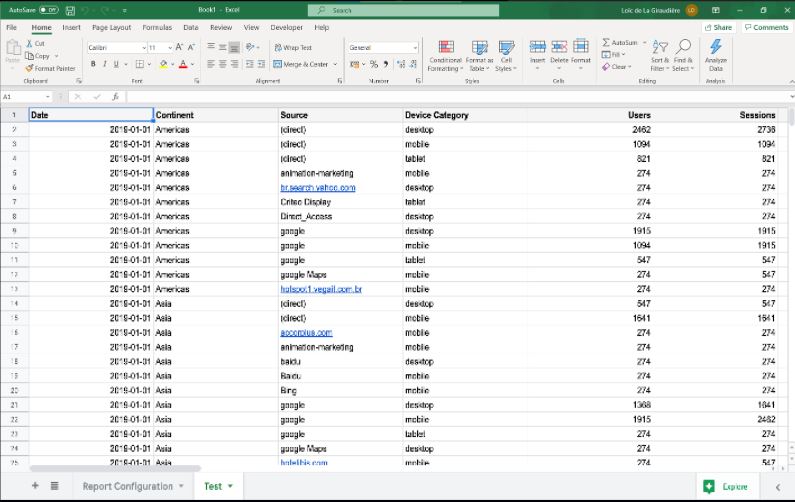 AutoSave Off Book1 - Excel Search Loïc de La Giraudière LD
File Home Insert Page Layout Formulas Data Review View Developer Help Share Comments
Paste Cut Copy Format Painter Calibri 11 Wrap Text Merge & Center General Conditional Formatting Format as Table Cell Styles Insert Delete Format AutoSum Fill Clear Sort & Filter Find & Select Analyze Data
Clipboard Font Alignment Number Styles Cells Editing Analysis
A1 fx
1 Date Continent Source Device Category Users Sessions
2 2019-01-01 Americas (direct) desktop 2462 2736
3 2019-01-01 Americas (direct) mobile 1094 1094
4 2019-01-01 Americas (direct) tablet 821 821
5 2019-01-01 Americas animation-marketing mobile 274 274
6 2019-01-01 Americas br.search.yahoo.com desktop 274 274
7 2019-01-01 Americas Criteo Display tablet 274 274
8 2019-01-01 Americas Direct_Access desktop 274 274
9 2019-01-01 Americas google desktop 1915 1915
10 2019-01-01 Americas google mobile 1094 1915
11 2019-01-01 Americas google tablet 547 547
12 2019-01-01 Americas google Maps mobile 274 547
13 2019-01-01 Americas hotspot1.vegail.com.br mobile 274 274
14 2019-01-01 Asia (direct) desktop 547 547
15 2019-01-01 Asia (direct) mobile 1641 1641
16 2019-01-01 Asia accorplus.com mobile 274 274
17 2019-01-01 Asia animation-marketing mobile 274 274
18 2019-01-01 Asia baidu desktop 274 274
19 2019-01-01 Asia Baidu mobile 274 274
20 2019-01-01 Asia Bing mobile 274 274
21 2019-01-01 Asia google desktop 1368 1641
22 2019-01-01 Asia google mobile 1915 2462
23 2019-01-01 Asia google tablet 274 274
24 2019-01-01 Asia google Maps desktop 274 274
25 2019-01-01 Asia hotelibis.com mobile 274 547
Report Configuration Test Explore